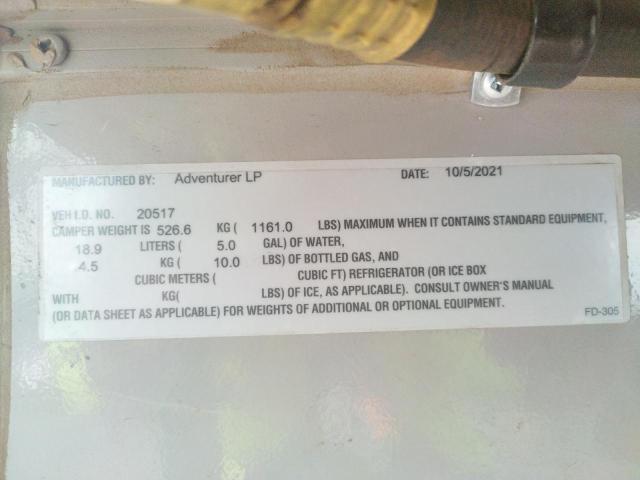 MANUFACTURED BY: Adventurer LP DATE: 10/5/2021
VEH I.D. NO. 20517
CAMPER WEIGHT IS 526.6 KG ( 1161.0 LBS) MAXIMUM WHEN IT CONTAINS STANDARD EQUIPMENT,
18.9 LITERS ( 5.0 GAL) OF WATER,
4.5 KG ( 10.0 LBS) OF BOTTLED GAS, AND
CUBIC METERS ( CUBIC FT) REFRIGERATOR (OR ICE BOX
WITH KG( LBS) OF ICE, AS APPLICABLE). CONSULT OWNER'S MANUAL
(OR DATA SHEET AS APPLICABLE) FOR WEIGHTS OF ADDITIONAL OR OPTIONAL EQUIPMENT.
FD-305